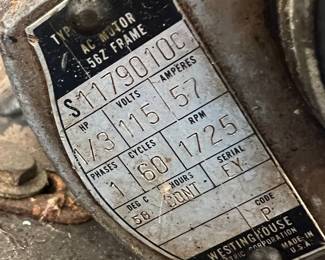 TYPE
AC MOTOR
56Z FRAME
S1179010C
HP VOLTS AMPERES
1/3 115 57
PHASES CYCLES RPM
1 60 1725
DEG C HOURS SERIAL
CONT. FY
CODE
P
WESTINGHOUSE
ELECTRIC CORPORATION
MADE IN
U.S.A.